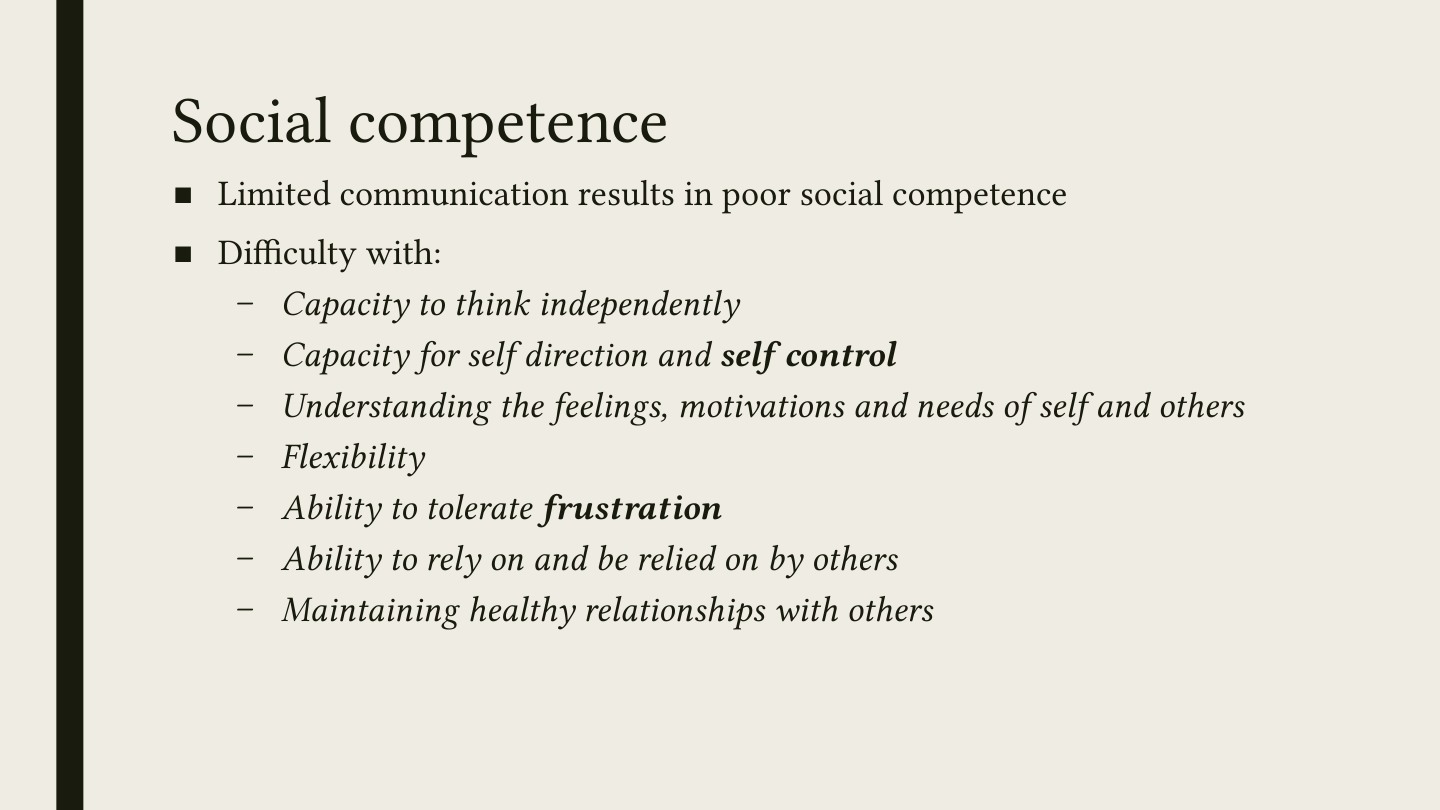 Social competence
▪ Limited communication results in poor social competence
▪ Difficulty with:
– Capacity to think independently
– Capacity for self direction and self control
– Understanding the feelings, motivations and needs of self and others
– Flexibility
– Ability to tolerate frustration
– Ability to rely on and be relied on by others
– Maintaining healthy relationships with others